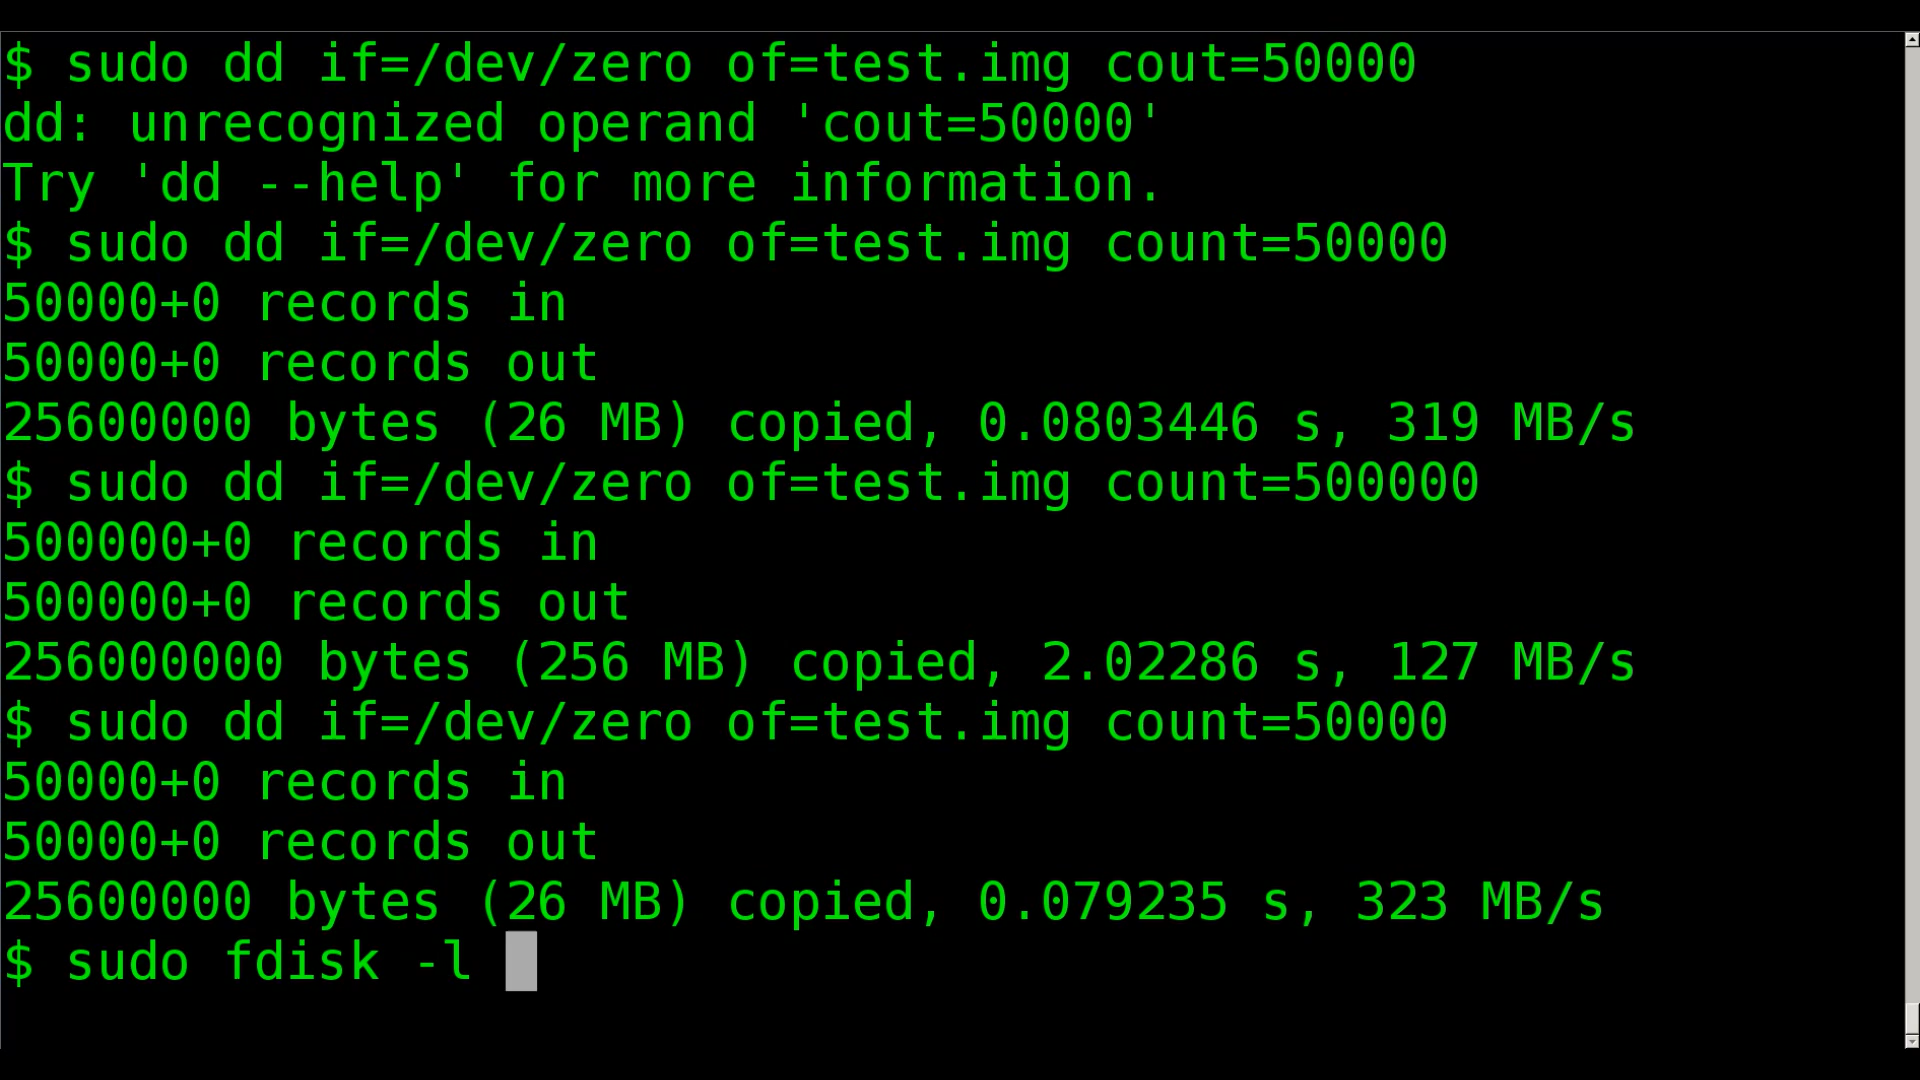 $ sudo dd if=/dev/zero of=test.img cout=50000
dd: unrecognized operand 'cout=50000'
Try 'dd --help' for more information.
$ sudo dd if=/dev/zero of=test.img count=50000
50000+0 records in
50000+0 records out
25600000 bytes (26 MB) copied, 0.0803446 s, 319 MB/s
$ sudo dd if=/dev/zero of=test.img count=500000
500000+0 records in
500000+0 records out
256000000 bytes (256 MB) copied, 2.02286 s, 127 MB/s
$ sudo dd if=/dev/zero of=test.img count=50000
50000+0 records in
50000+0 records out
25600000 bytes (26 MB) copied, 0.079235 s, 323 MB/s
$ sudo fdisk -l